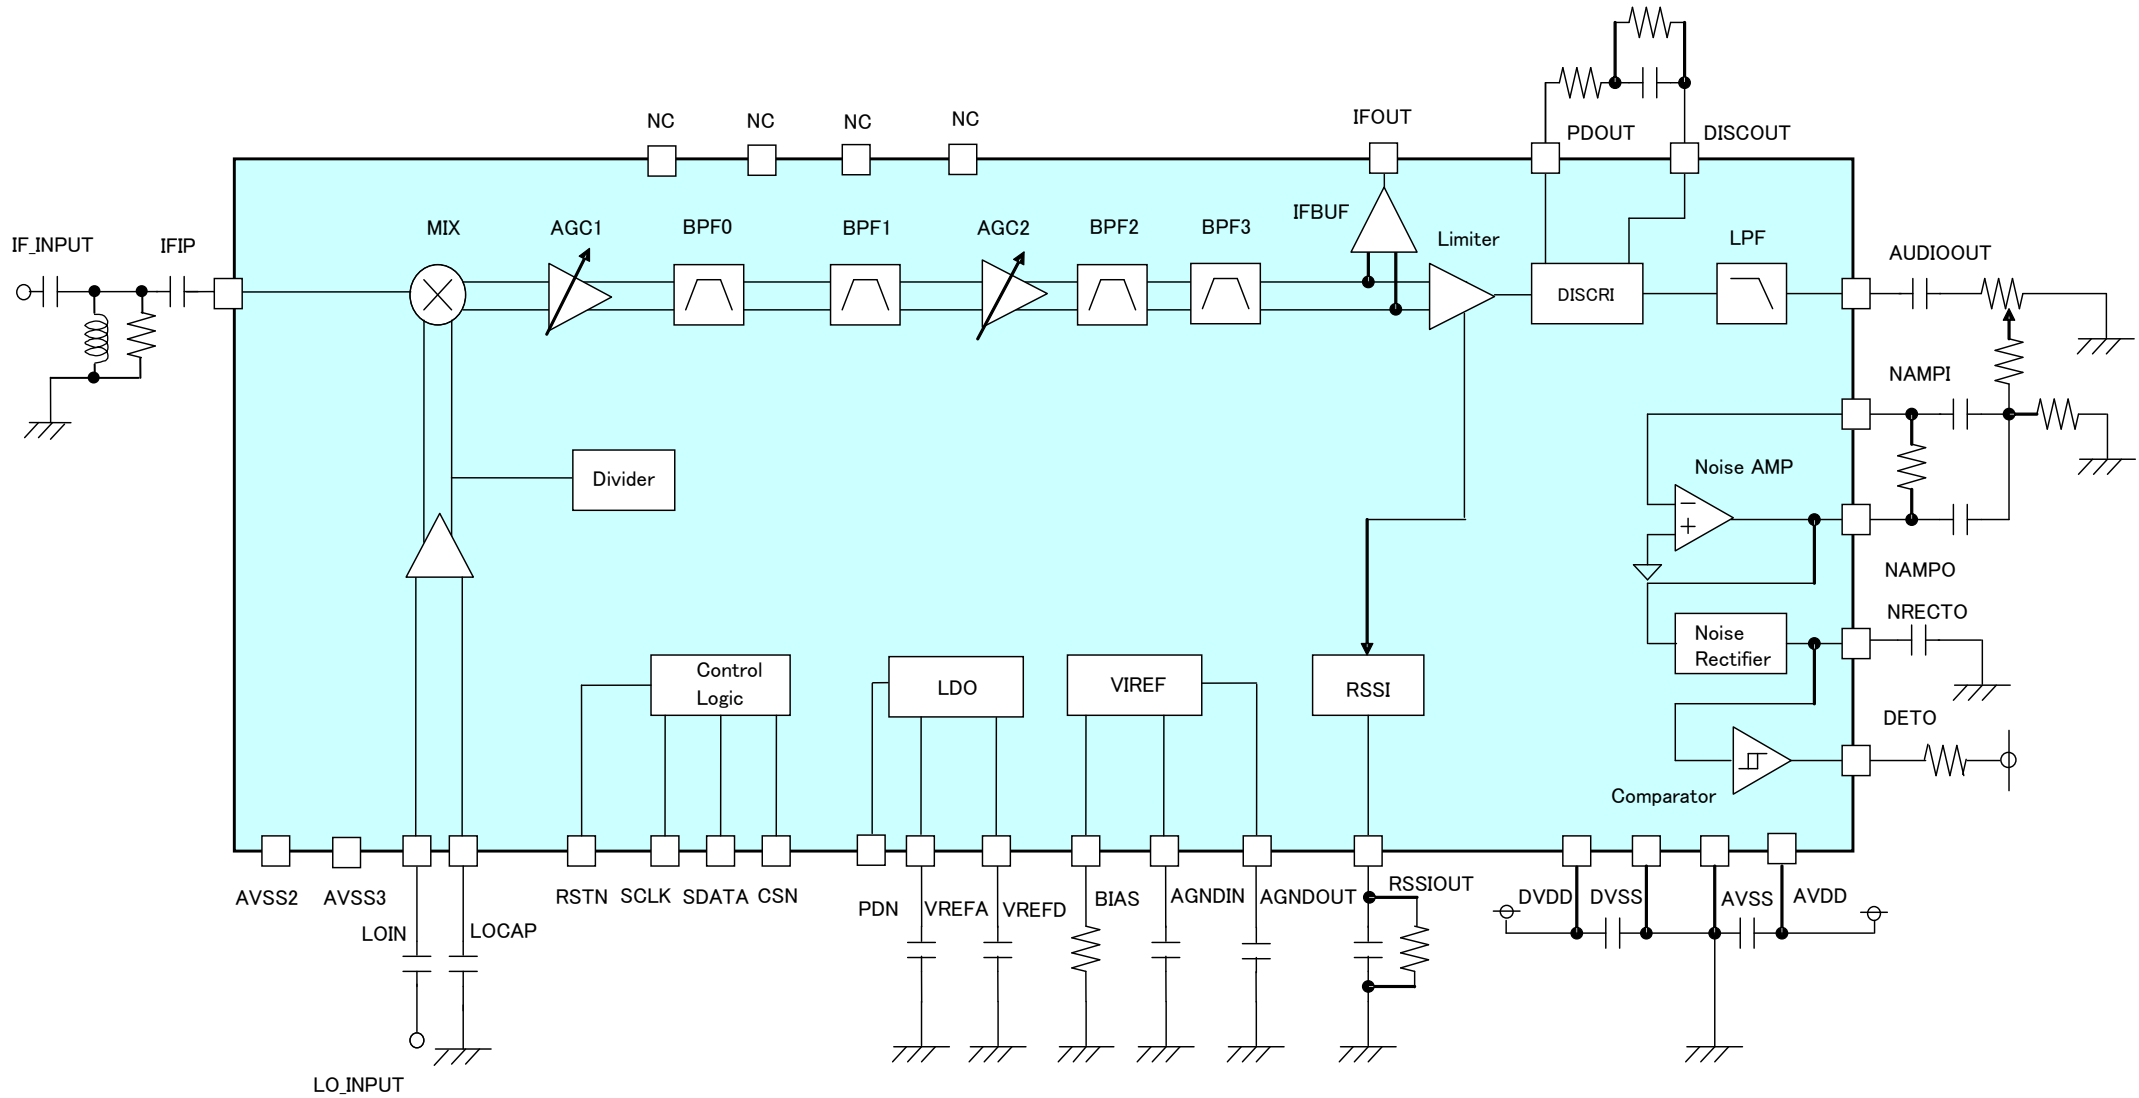 IFOUT
PDOUT
DISCOUT
NC
NC
NC
NC
IF_INPUT
IFIP
MIX
AGC1
BPF0
BPF1
AGC2
BPF2
BPF3
IFBUF
Limiter
DISCRI
LPF
AUDIOOUT
NAMPI
Divider
Noise AMP
−
+
NAMPO
NRECTO
Noise
Rectifier
Control
Logic
LDO
VIREF
RSSI
DETO
Comparator
AVSS2
AVSS3
LOIN
LOCAP
RSTN
SCLK
SDATA
CSN
PDN
VREFA
VREFD
BIAS
AGNDIN
AGNDOUT
RSSIOUT
DVDD
DVSS
AVSS
AVDD
LO_INPUT